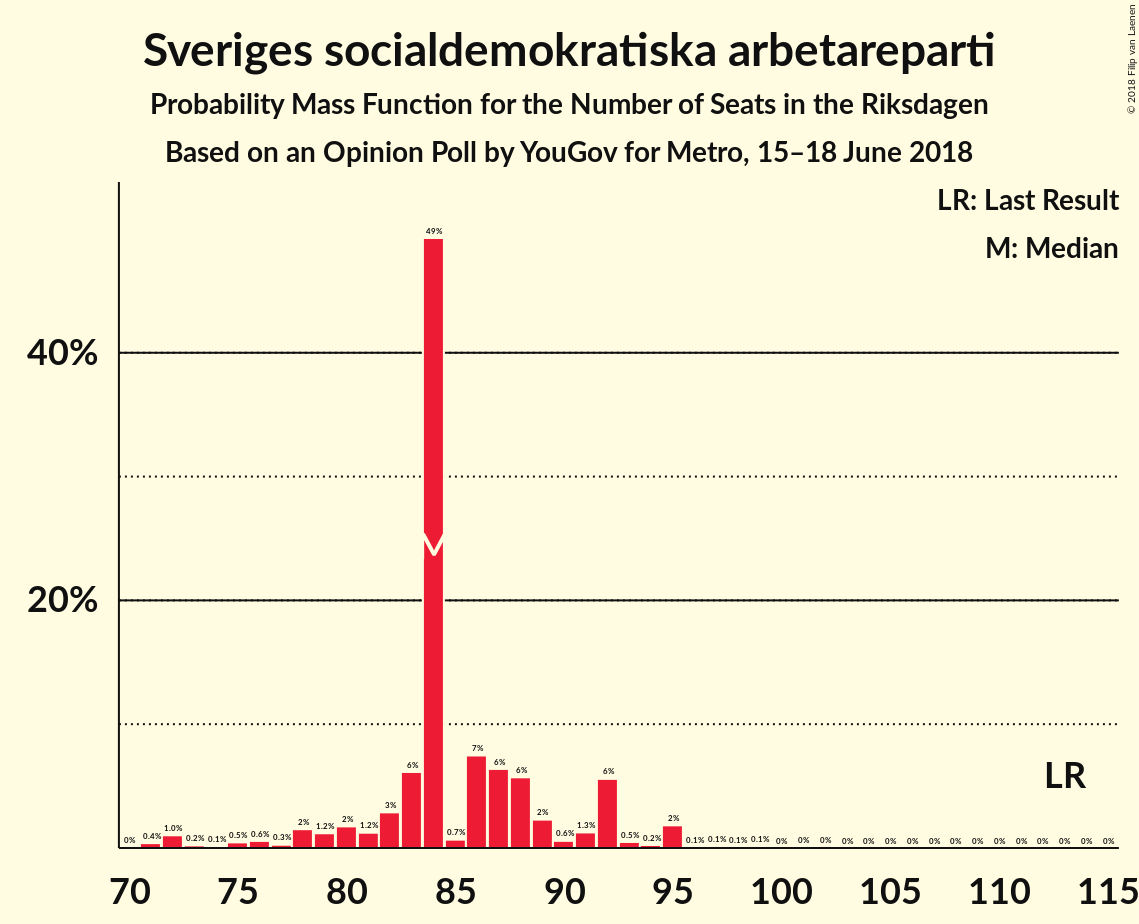 Sveriges socialdemokratiska arbetareparti
Probability Mass Function for the Number of Seats in the Riksdagen
Based on an Opinion Poll by YouGov for Metro, 15–18 June 2018
© 2018 Filip van Laenen
LR: Last Result
M: Median
49%
40%
20%
M
LR
0% 0.4% 1.0% 0.2% 0.1% 0.5% 0.6% 0.3% 2% 1.2% 2% 1.2% 3% 6% 0.7% 7% 6% 6% 2% 0.6% 1.3% 6% 0.5% 0.2% 2% 0.1% 0.1% 0.1% 0.1% 0% 0% 0% 0% 0% 0% 0% 0% 0% 0% 0% 0% 0% 0% 0% 0%
70 75 80 85 90 95 100 105 110 115